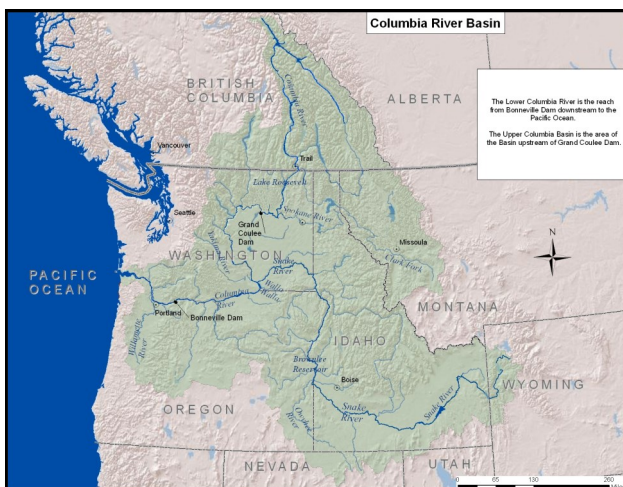 Columbia River Basin
The Lower Columbia River is the reach
from Bonneville Dam downstream to the
Pacific Ocean.
The Upper Columbia Basin is the area of
the Basin upstream of Grand Coulee Dam.
BRITISH
COLUMBIA
ALBERTA
Columbia River
Vancouver
Trail
Lake Roosevelt
Seattle
Grand
Coulee
Dam
Spokane River
Missoula
Clark Fork
WASHINGTON
Yakima River
Snake
River
Walla
Walla
PACIFIC
OCEAN
Columbia
River
Portland
Bonneville Dam
Willamette
River
N
MONTANA
IDAHO
Brownlee
Reservoir
Boise
WYOMING
Snake River
Snake
River
Owyhee
River
OREGON
NEVADA
UTAH
0 65 130 260